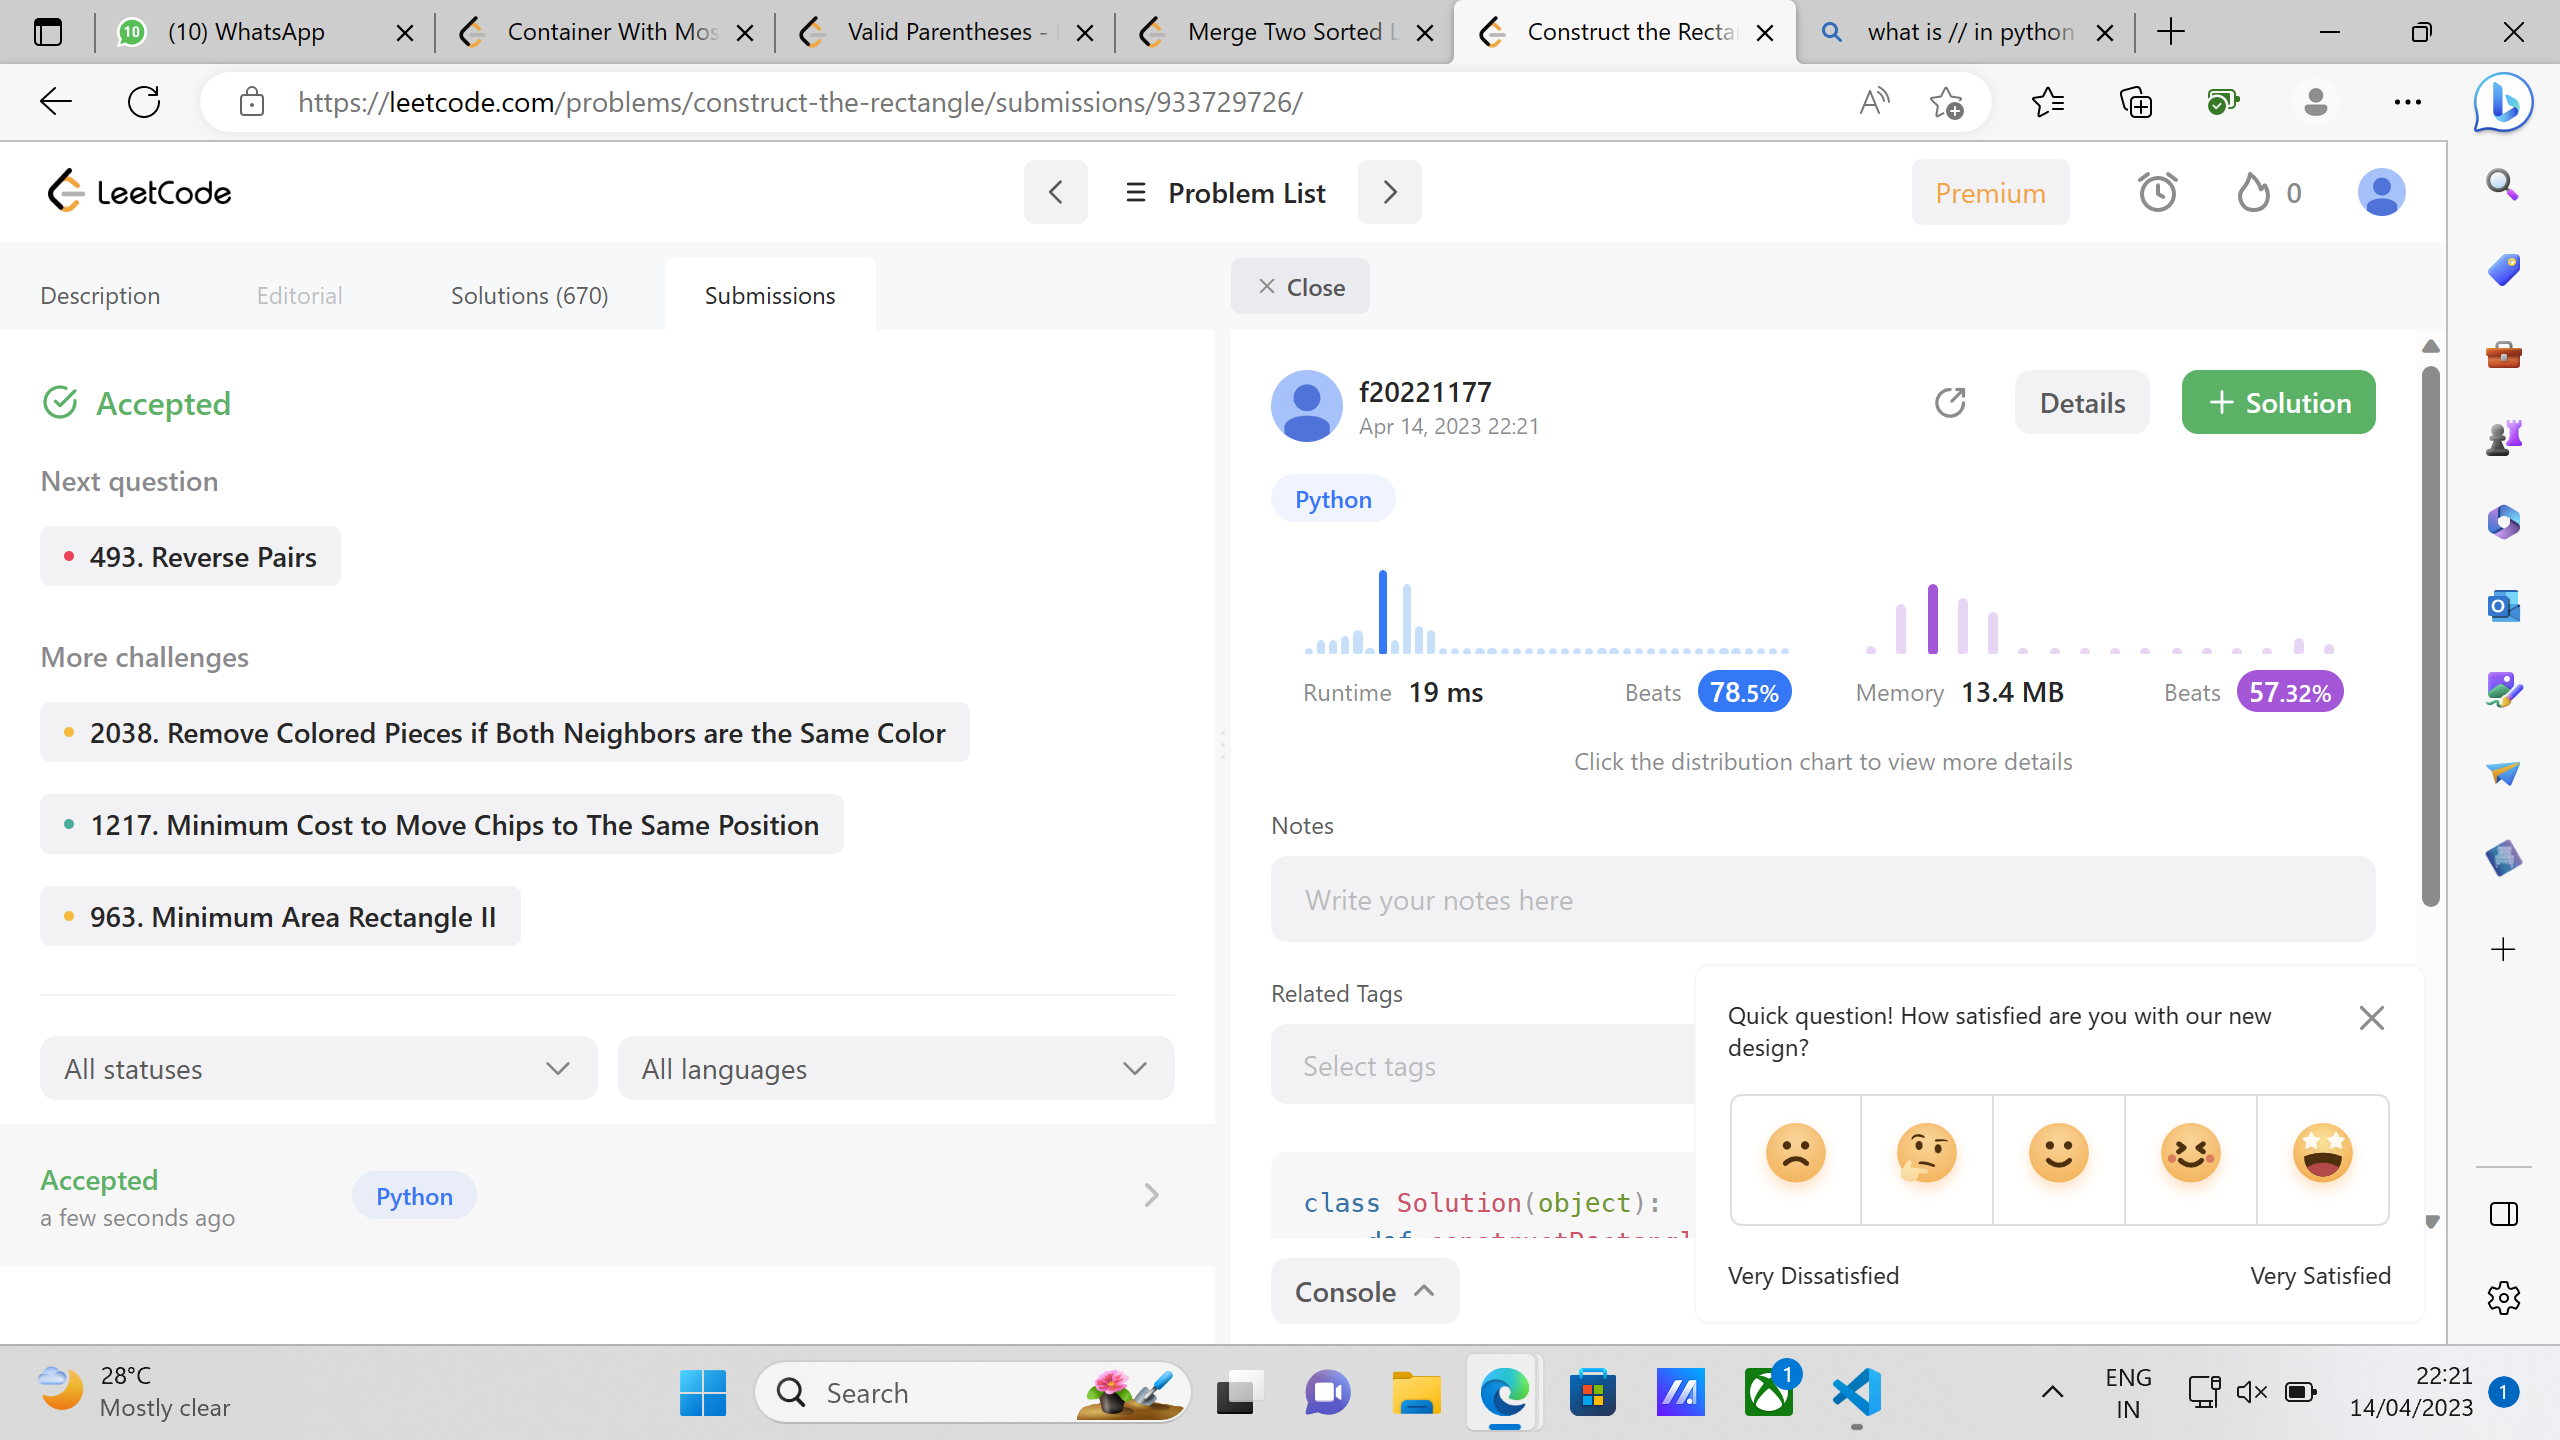 10
(10) WhatsApp
Container With Mos
Valid Parentheses -
Merge Two Sorted L
Construct the Rectan
what is // in python
https://leetcode.com/problems/construct-the-rectangle/submissions/933729726/
LeetCode
Problem List
Premium
0
Description
Editorial
Solutions (670)
Submissions
Close
Accepted
Next question
493. Reverse Pairs
More challenges
2038. Remove Colored Pieces if Both Neighbors are the Same Color
1217. Minimum Cost to Move Chips to The Same Position
963. Minimum Area Rectangle II
All statuses
All languages
Accepted
a few seconds ago
Python
f20221177
Apr 14, 2023 22:21
Details
+ Solution
Python
Runtime 19 ms
Beats 78.5%
Memory 13.4 MB
Beats 57.32%
Click the distribution chart to view more details
Notes
Write your notes here
Related Tags
Select tags
class Solution(object):
def constructRectangl
Console
Quick question! How satisfied are you with our new
design?
Very Dissatisfied
Very Satisfied
28°C
Mostly clear
Search
1
ENG
IN
22:21
14/04/2023
1